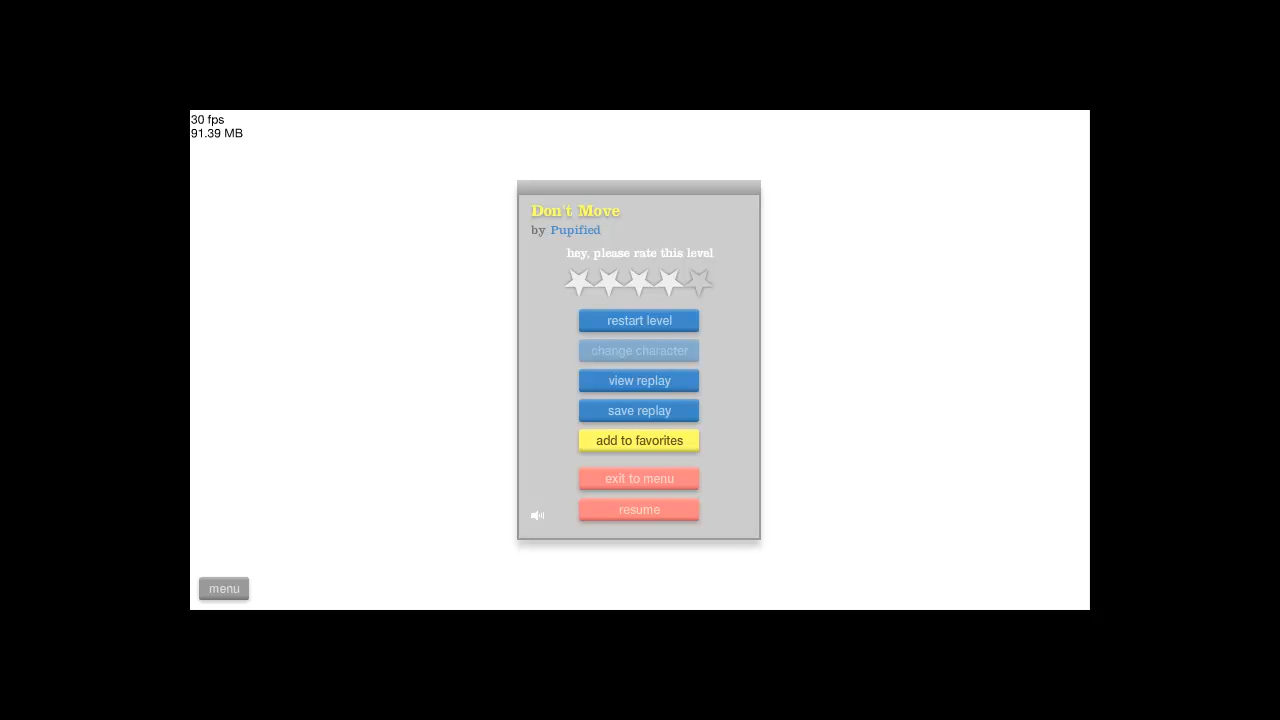 30 fps
91.39 MB
Don't Move
by Pupified
hey, please rate this level
restart level
change character
view replay
save replay
add to favorites
exit to menu
resume
menu